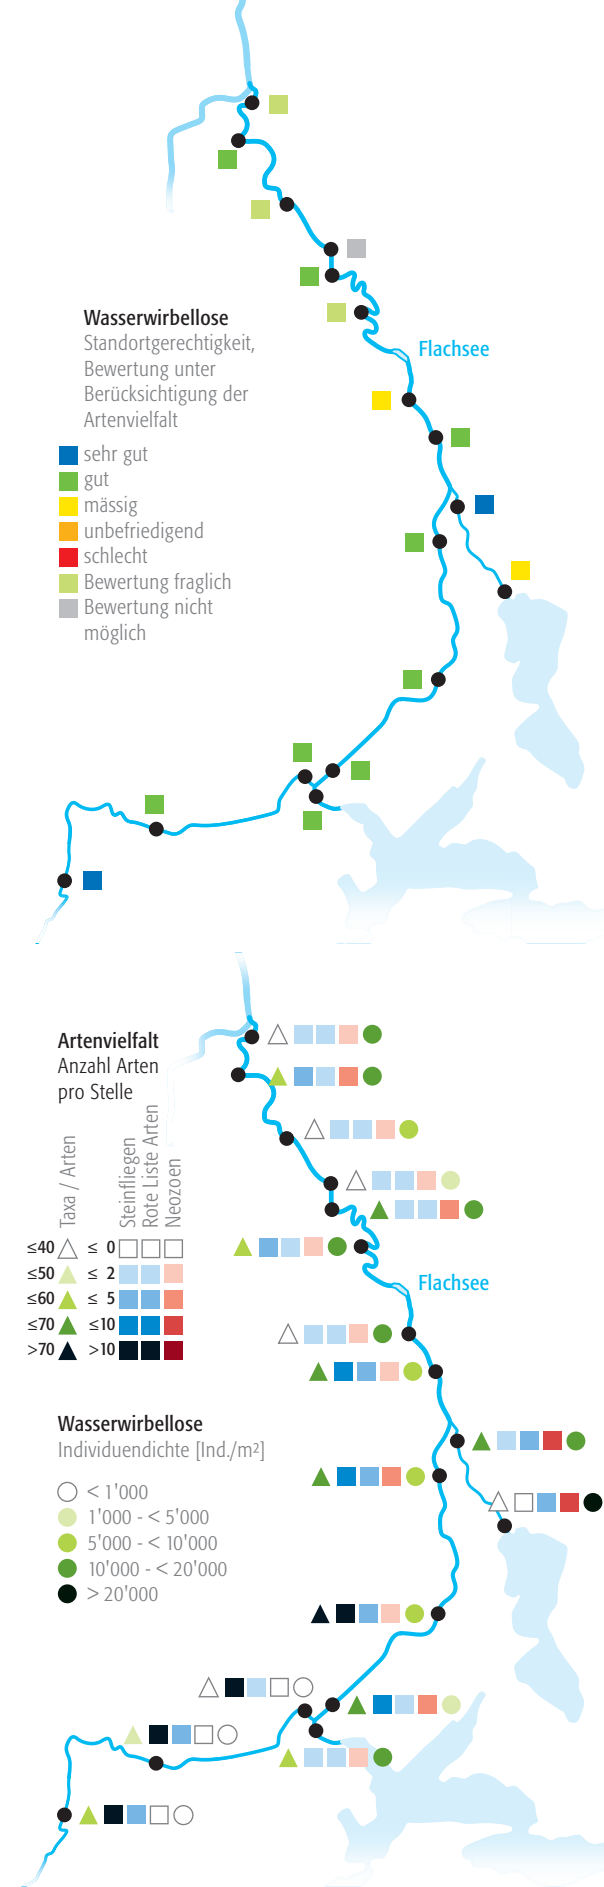 Flachsee
Wasserwirbellose
Standortgerechtigkeit,
Bewertung unter
Berücksichtigung der
Artenvielfalt
sehr gut
gut
mässig
unbefriedigend
schlecht
Bewertung fraglich
Bewertung nicht
möglich
Artenvielfalt
Anzahl Arten
pro Stelle
Taxa / Arten
Steinfliegen
Rote Liste Arten
Neozoen
≤40 ≤ 0
≤50 ≤ 2
≤60 ≤ 5
≤70 ≤10
>70 >10
Flachsee
Wasserwirbellose
Individuendichte [Ind./m²]
< 1'000
1'000 - < 5'000
5'000 - < 10'000
10'000 - < 20'000
> 20'000